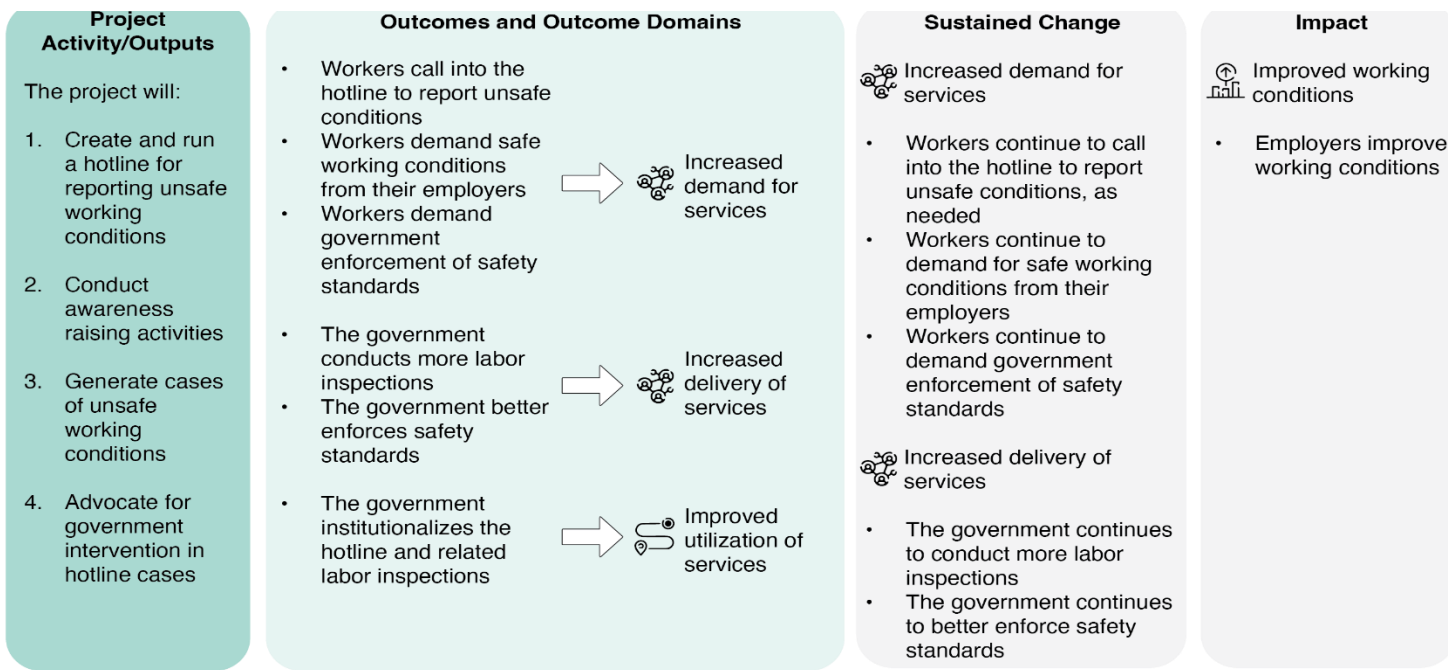 Project
Activity/Outputs
The project will:
1. Create and run
a hotline for
reporting unsafe
working
conditions
2. Conduct
awareness
raising activities
3. Generate cases
of unsafe
working
conditions
4. Advocate for
government
intervention in
hotline cases
Outcomes and Outcome Domains
• Workers call into the
hotline to report unsafe
conditions
• Workers demand safe
working conditions
from their employers
• Workers demand
government
enforcement of safety
standards
Increased
demand for
services
• The government
conducts more labor
inspections
• The government better
enforces safety
standards
Increased
delivery of
services
• The government
institutionalizes the
hotline and related
labor inspections
Improved
utilization of
services
Sustained Change
Increased demand for
services
• Workers continue to call
into the hotline to report
unsafe conditions, as
needed
• Workers continue to
demand for safe working
conditions from their
employers
• Workers continue to
demand government
enforcement of safety
standards
Increased delivery of
services
• The government continues
to conduct more labor
inspections
• The government continues
to better enforce safety
standards
Impact
Improved working
conditions
• Employers improve
working conditions